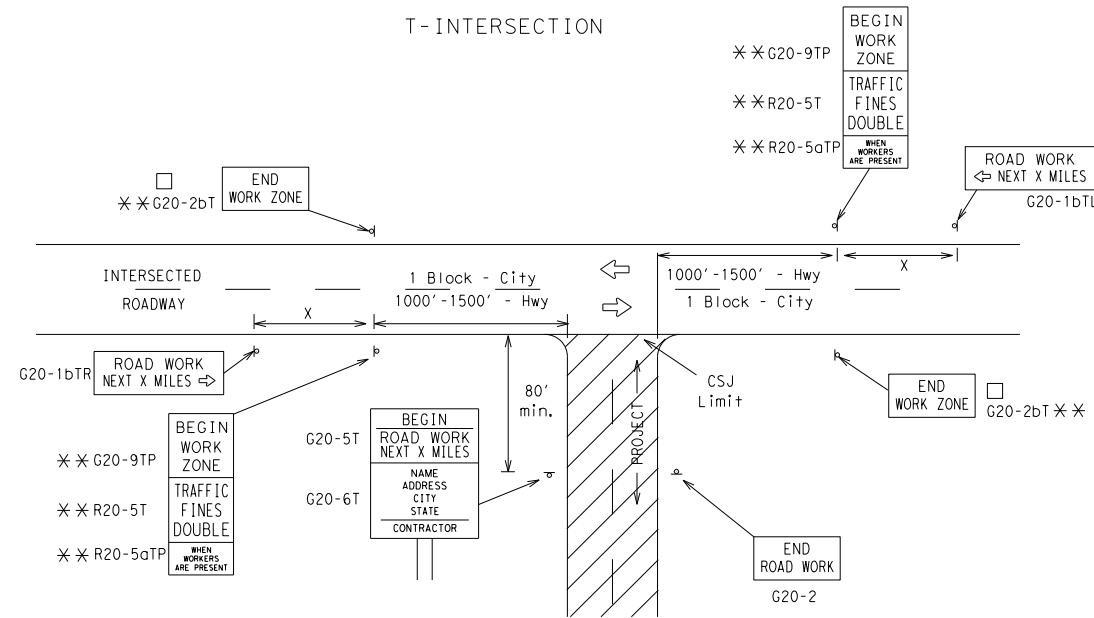 T-INTERSECTION
BEGIN
WORK
ZONE
TRAFFIC
FINES
DOUBLE
WHEN
WORKERS
ARE PRESENT
** G20-9TP
** R20-5T
** R20-5aTP
ROAD WORK
⇦ NEXT X MILES
G20-1bTL
□
** G20-2bT
END
WORK ZONE
INTERSECTED
ROADWAY
1 Block - City
1000'-1500' - Hwy
X
1000'-1500' - Hwy
1 Block - City
X
G20-1bTR
ROAD WORK
NEXT X MILES ⇨
80'
min.
CSJ
Limit
PROJECT
END
WORK ZONE
□
G20-2bT **
** G20-9TP
** R20-5T
** R20-5aTP
BEGIN
WORK
ZONE
TRAFFIC
FINES
DOUBLE
WHEN
WORKERS
ARE PRESENT
G20-5T
G20-6T
BEGIN
ROAD WORK
NEXT X MILES
NAME
ADDRESS
CITY
STATE
CONTRACTOR
END
ROAD WORK
G20-2